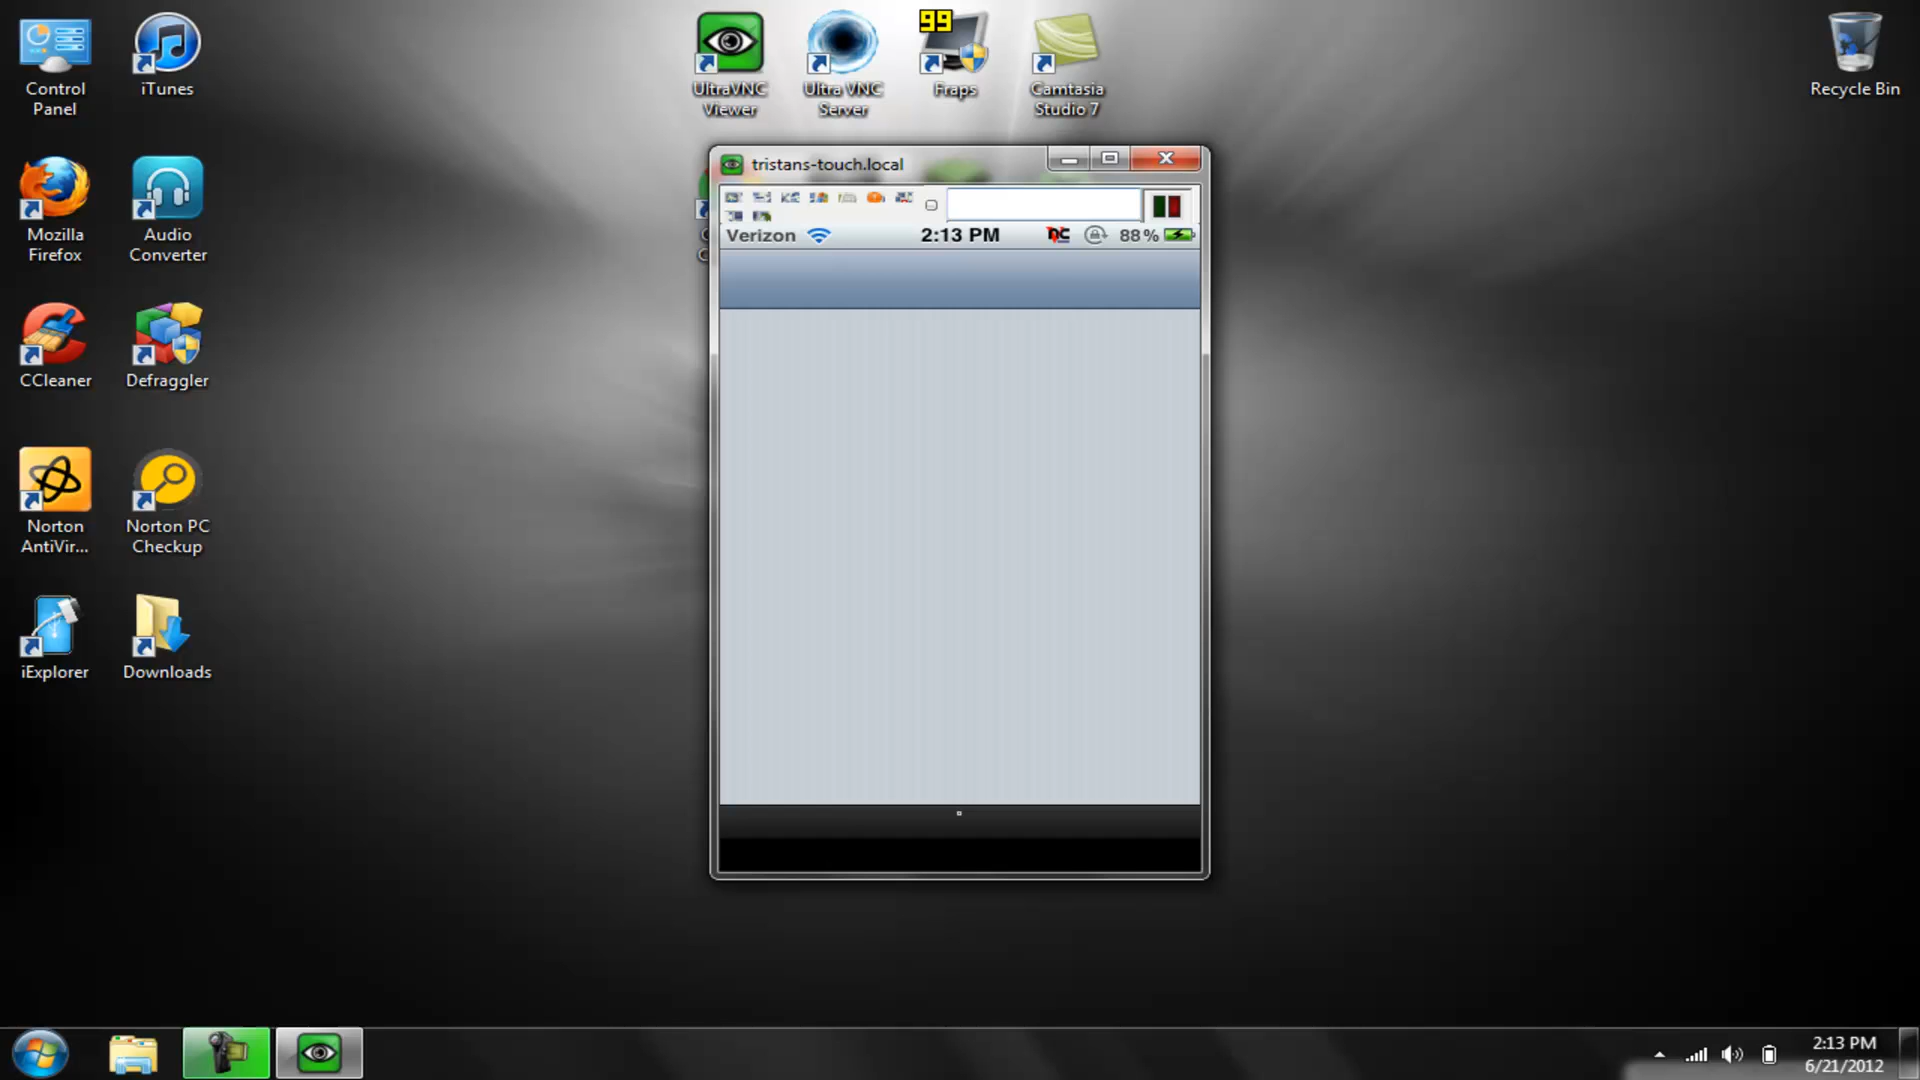 Control
Panel
iTunes
UltraVNC
Viewer
Ultra VNC
Server
99
Fraps
Camtasia
Studio 7
Recycle Bin
Mozilla
Firefox
Audio
Converter
CCleaner
Defraggler
Norton
AntiVir...
Norton PC
Checkup
iExplorer
Downloads
tristans-touch.local
Verizon
2:13 PM
88%
2:13 PM
6/21/2012